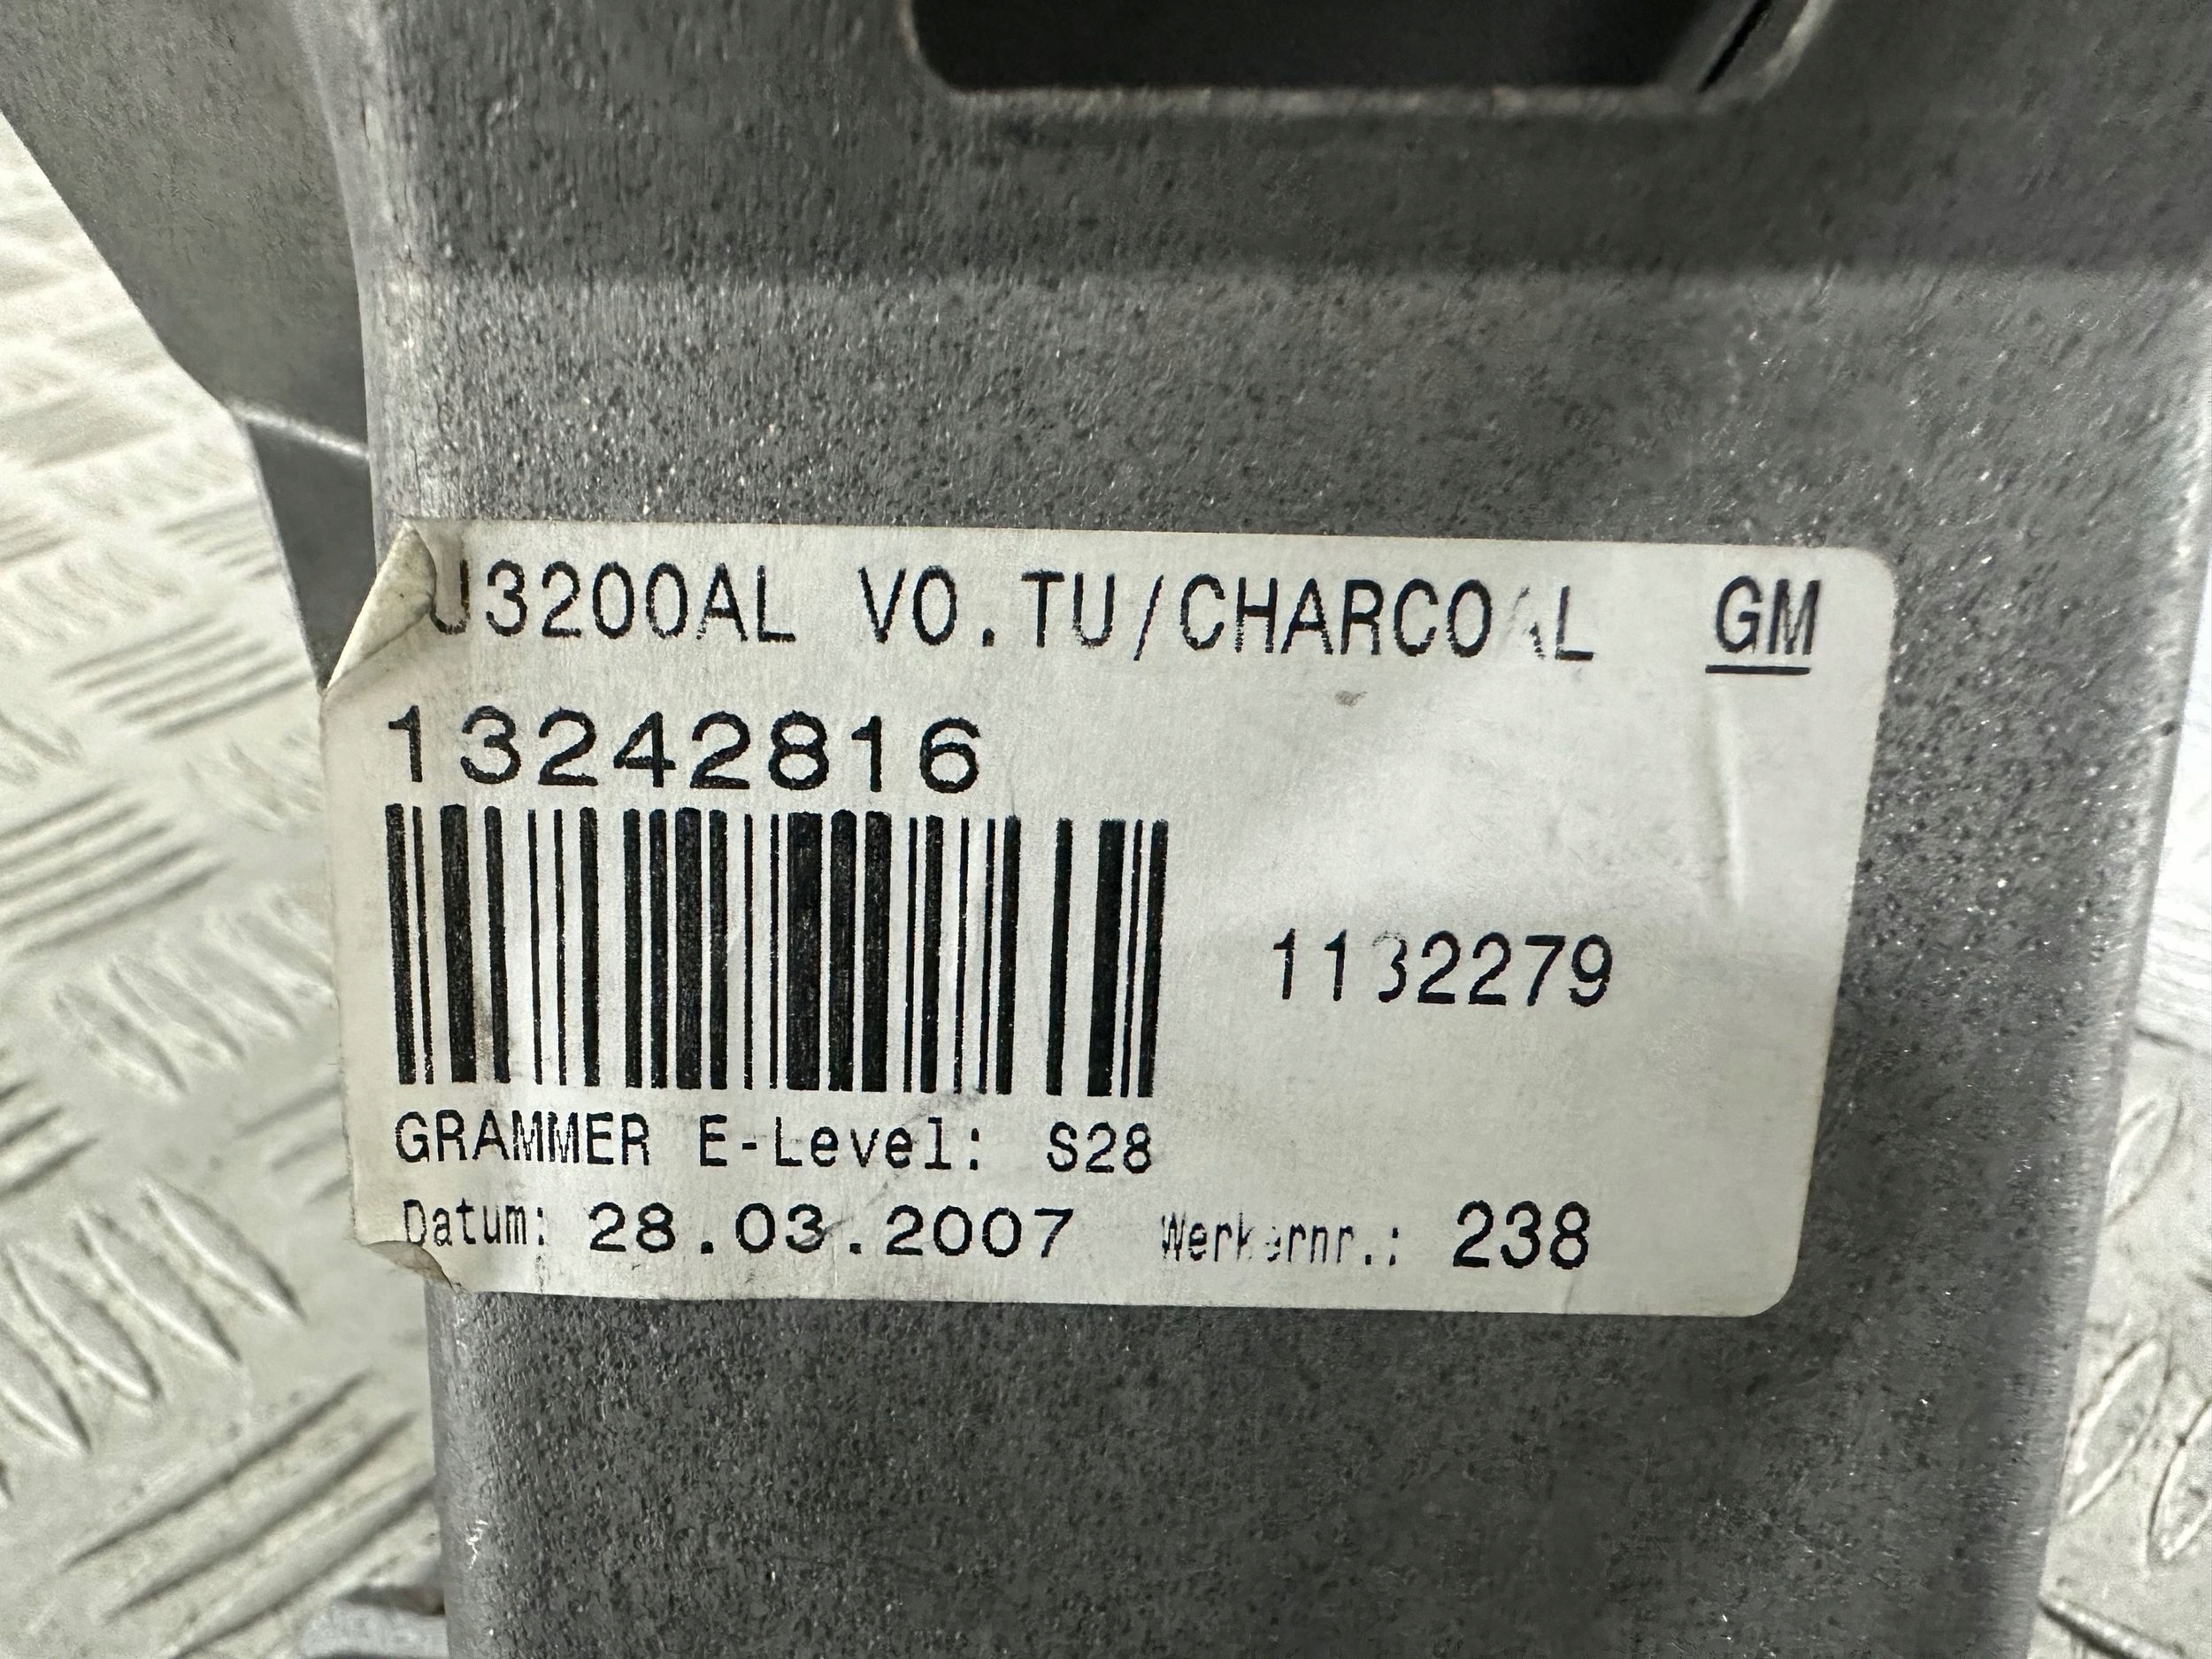 U3200AL VO.TU/CHARCOAL GM
13242816
1132279
GRAMMER E-Level: S28
Datum: 28.03.2007 Werkernr.: 238